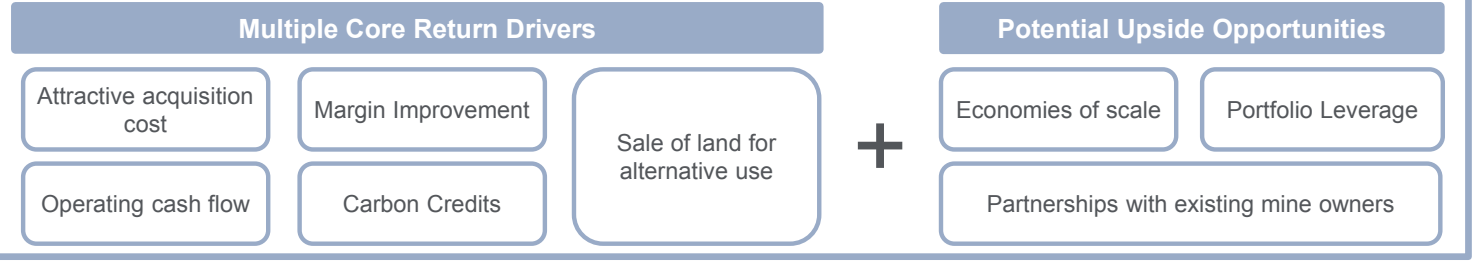 Multiple Core Return Drivers
Attractive acquisition
cost
Margin Improvement
Operating cash flow
Carbon Credits
Sale of land for
alternative use
+
Potential Upside Opportunities
Economies of scale
Portfolio Leverage
Partnerships with existing mine owners